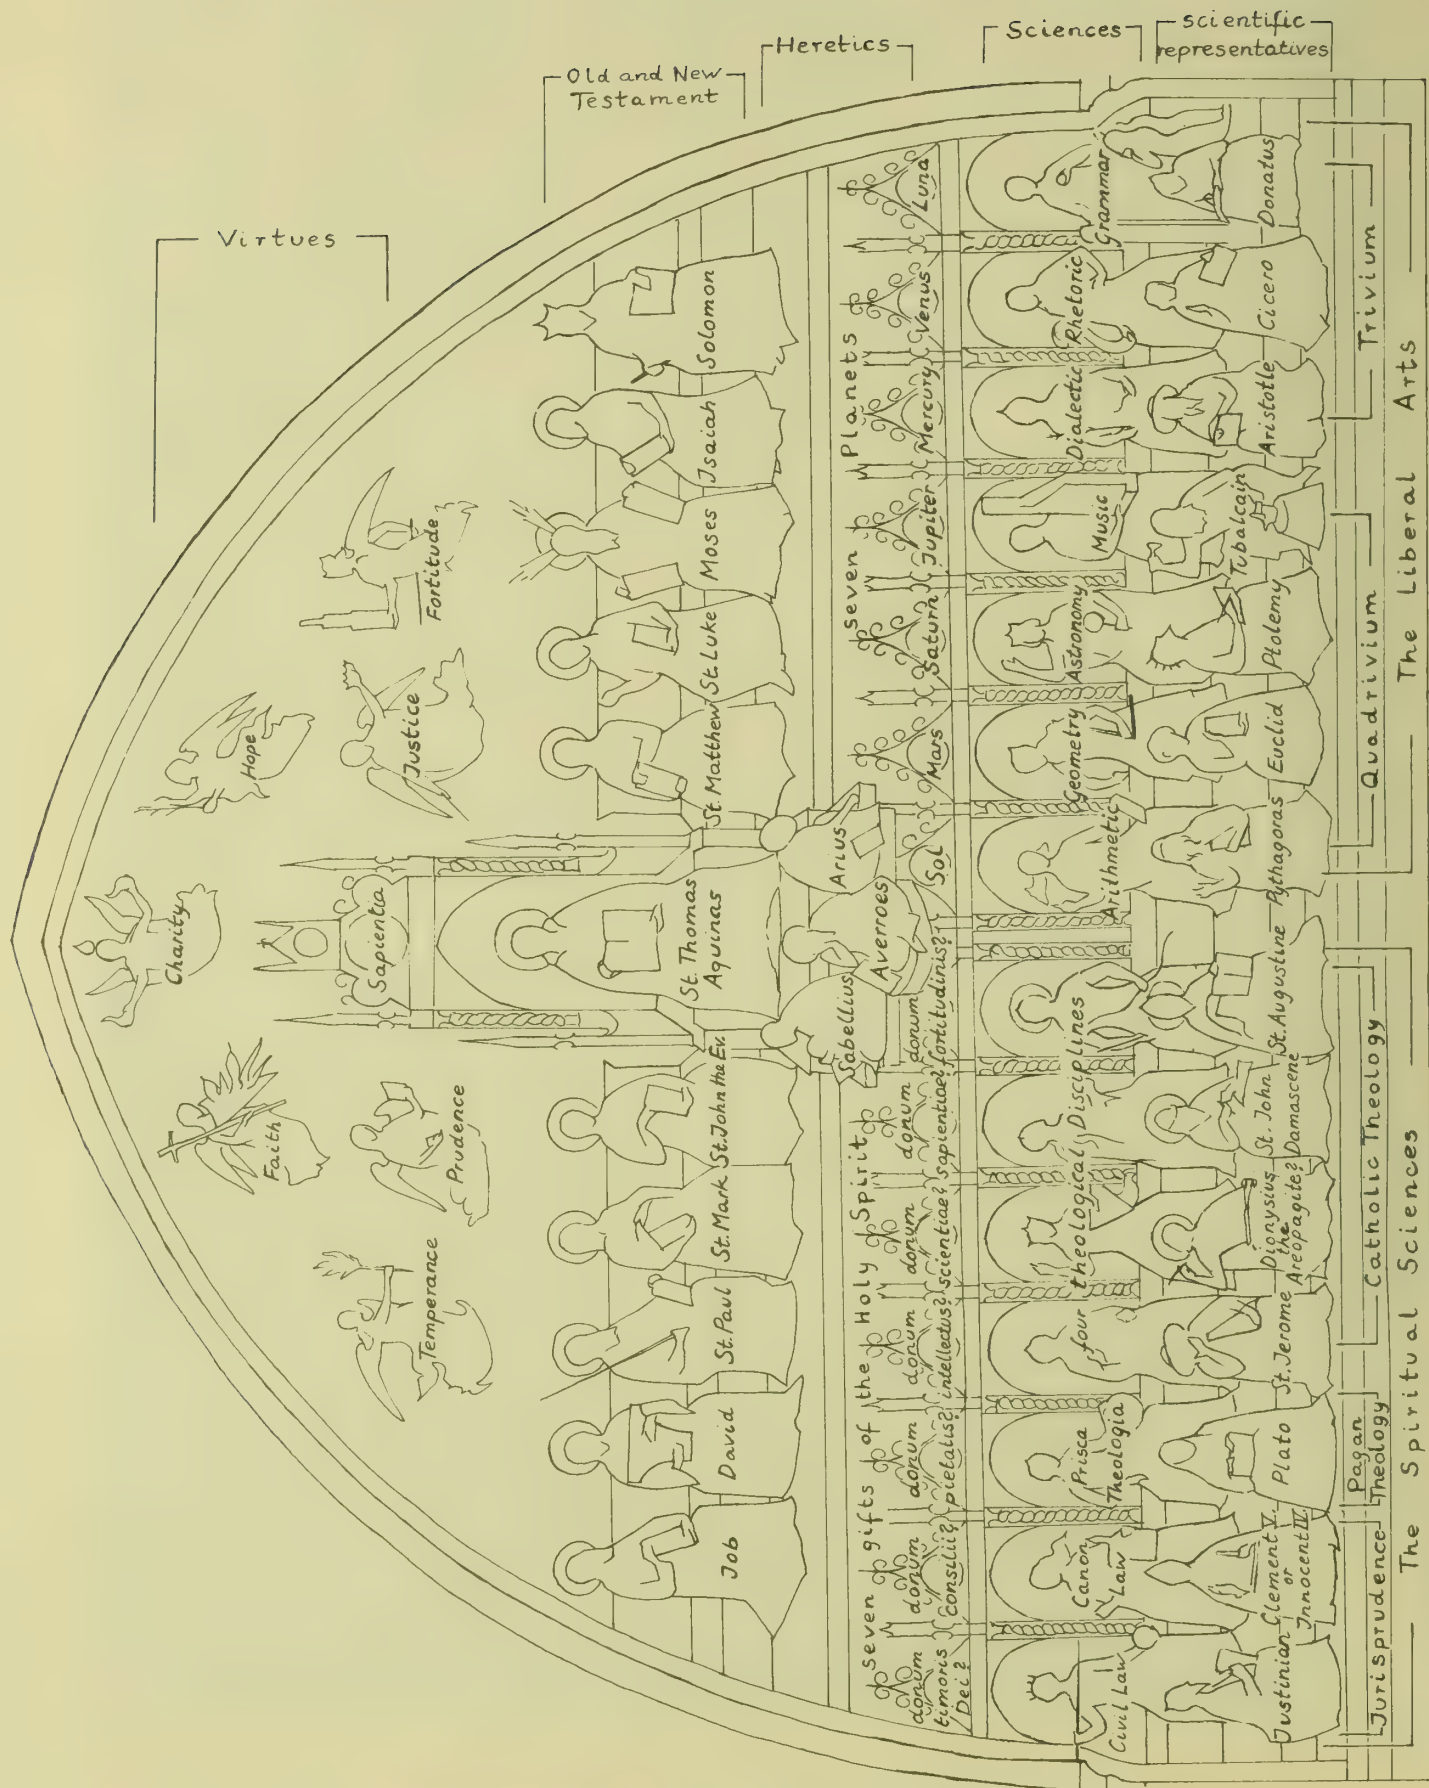 Virtues
Old and New
Testament
Heretics
Sciences
scientific
representatives
Charity
Faith
Hope
Temperance
Prudence
Justice
Fortitude
Sapientia
Job
David
St. Paul
St. Mark
St. John the Ev.
St. Thomas
Aquinas
St. Matthew
St. Luke
Moses
Isaiah
Solomon
Sabellius
Averroes
Arius
seven gifts of the Holy Spirit
seven Planets
donum
timoris
Dei?
donum
consilii?
donum
pietatis?
donum
intellectus?
donum
scientiae?
donum
sapientiae?
donum
fortitudinis?
Sol
Mars
Saturn
Jupiter
Mercury
Venus
Luna
Civil Law
Canon
Law
Prisca
Theologia
four theological Disciplines
Arithmetic
Geometry
Astronomy
Music
Dialectic
Rhetoric
Grammar
Justinian
Clement V.
or
Innocent IV.
Plato
St. Jerome
Dionysius
the
Areopagite?
St. John
Damascene
St. Augustine
Pythagoras
Euclid
Ptolemy
Tubalcain
Aristotle
Cicero
Donatus
Jurisprudence
Pagan
Theology
Catholic Theology
Quadrivium
Trivium
The Spiritual Sciences
The Liberal Arts